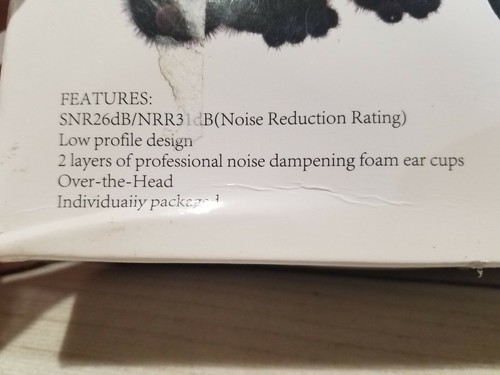 FEATURES:
SNR26dB/NRR31dB(Noise Reduction Rating)
Low profile design
2 layers of professional noise dampening foam ear cups
Over-the-Head
Individuaiiy packaged